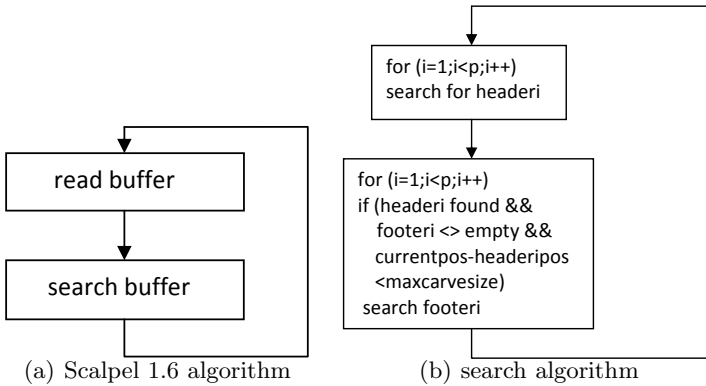 read buffer
search buffer
(a) Scalpel 1.6 algorithm
for (i=1;i<p;i++)
search for headeri
for (i=1;i<p;i++)
if (headeri found &&
footeri <> empty &&
currentpos-headeripos
<maxcarvesize)
search footeri
(b) search algorithm